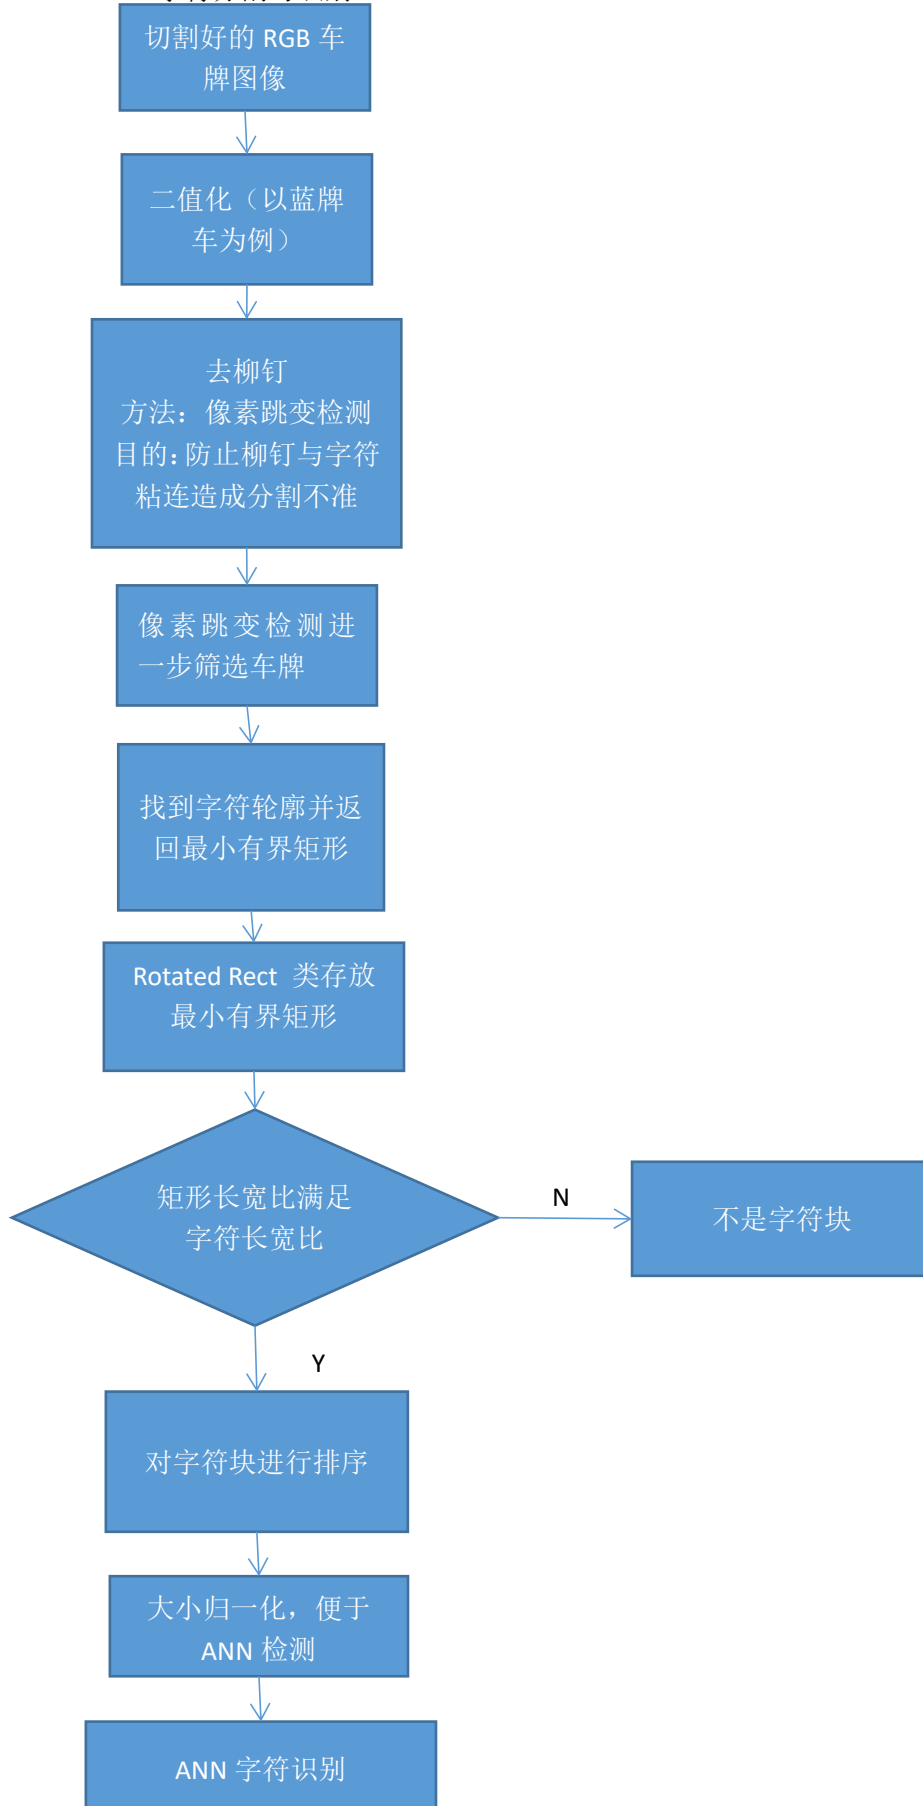 切割好的 RGB 车
牌图像
二值化（以蓝牌
车为例）
去柳钉
方法：像素跳变检测
目的：防止柳钉与字符
粘连造成分割不准
像素跳变检测进
一步筛选车牌
找到字符轮廓并返
回最小有界矩形
Rotated Rect 类存放
最小有界矩形
矩形长宽比满足
字符长宽比
N
不是字符块
Y
对字符块进行排序
大小归一化，便于
ANN 检测
ANN 字符识别